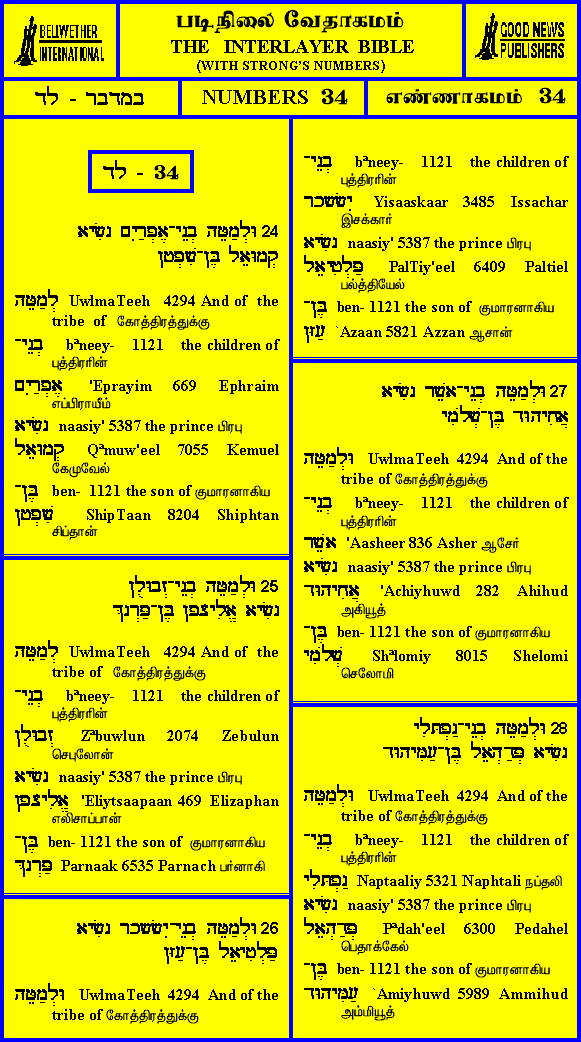 BELLWETHER
INTERNATIONAL
படிநிலை வேதாகமம்
THE INTERLAYER BIBLE
(WITH STRONG'S NUMBERS)
GOOD NEWS
PUBLISHERS
במדבר - לד
NUMBERS 34
எண்ணாகமம் 34
לד - 34
24 וּלְמַטֵּה בְנֵי־אֶפְרַיִם נָשִׂיא
קְמוּאֵל בֶּן־שִׁפְטָן
וּלְמַטֵּה UwlmaTeeh 4294 And of the
tribe of கோத்திரத்துக்கு
בְנֵי־ bªneey- 1121 the children of
புத்திரரின்
אֶפְרַיִם 'Eprayim 669 Ephraim
எப்பிராயீம்
נָשִׂיא naasiy' 5387 the prince பிரபு
קְמוּאֵל Qªmuw'eel 7055 Kemuel
கேமுவேல்
בֶּן־ ben- 1121 the son of குமாரனாகிய
שִׁפְטָן ShipTaan 8204 Shiphtan
சிப்தான்
25 וּלְמַטֵּה בְנֵי־זְבוּלֻן
נָשִׂיא אֱלִיצָפָן בֶּן־פַּרְנָךְ
וּלְמַטֵּה UwlmaTeeh 4294 And of the
tribe of கோத்திரத்துக்கு
בְנֵי־ bªneey- 1121 the children of
புத்திரரின்
זְבוּלֻן Zªbuwlun 2074 Zebulun
செபுலோன்
נָשִׂיא naasiy' 5387 the prince பிரபு
אֱלִיצָפָן 'Eliytsaapaan 469 Elizaphan
எலிசாப்பான்
בֶּן־ ben- 1121 the son of குமாரனாகிய
פַּרְנָךְ Parnaak 6535 Parnach பர்னாகி
26 וּלְמַטֵּה בְנֵי־יִשָּׂשכָר נָשִׂיא
פַּלְטִיאֵל בֶּן־עַזָּן
וּלְמַטֵּה UwlmaTeeh 4294 And of the
tribe of கோத்திரத்துக்கு
בְנֵי־ bªneey- 1121 the children of
புத்திரரின்
יִשָּׂשכָר Yisaaskaar 3485 Issachar
இசக்கார்
נָשִׂיא naasiy' 5387 the prince பிரபு
פַּלְטִיאֵל PalTiy'eel 6409 Paltiel
பல்த்தியேல்
בֶּן־ ben- 1121 the son of குமாரனாகிய
עַזָּן `Azaan 5821 Azzan ஆசான்
27 וּלְמַטֵּה בְנֵי־אָשֵׁר נָשִׂיא
אֲחִיהוּד בֶּן־שְׁלֹמִי
וּלְמַטֵּה UwlmaTeeh 4294 And of the
tribe of கோத்திரத்துக்கு
בְנֵי־ bªneey- 1121 the children of
புத்திரரின்
אָשֵׁר 'Aasheer 836 Asher ஆசேர்
נָשִׂיא naasiy' 5387 the prince பிரபு
אֲחִיהוּד 'Achiyhuwd 282 Ahihud
அகியூத்
בֶּן־ ben- 1121 the son of குமாரனாகிய
שְׁלֹמִי Shªlomiy 8015 Shelomi
செலோமி
28 וּלְמַטֵּה בְנֵי־נַפְתָּלִי
נָשִׂיא פְּדַהְאֵל בֶּן־עַמִּיהוּד
וּלְמַטֵּה UwlmaTeeh 4294 And of the
tribe of கோத்திரத்துக்கு
בְנֵי־ bªneey- 1121 the children of
புத்திரரின்
נַפְתָּלִי Naptaaliy 5321 Naphtali நப்தலி
נָשִׂיא naasiy' 5387 the prince பிரபு
פְּדַהְאֵל Pªdah'eel 6300 Pedahel
பெதாக்கேல்
בֶּן־ ben- 1121 the son of குமாரனாகிய
עַמִּיהוּד `Amiyhuwd 5989 Ammihud
அம்மியூத்